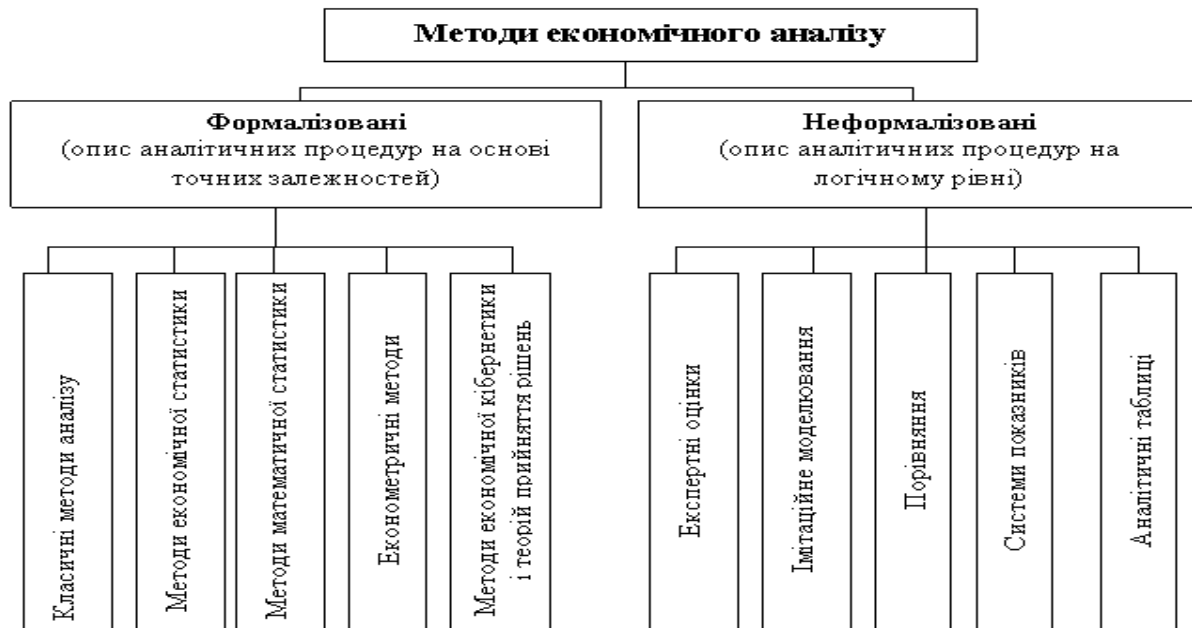 Методи економічного аналізу
Формалізовані
(опис аналітичних процедур на основі
точних залежностей)
Неформалізовані
(опис аналітичних процедур на
логічному рівні)
Класичні методи аналізу
Методи економічної статистики
Методи математичної статистики
Економетричні методи
Методи економічної кібернетики
і теорій прийняття рішень
Експертні оцінки
Імітаційне моделювання
Порівняння
Системи показників
Аналітичні таблиці